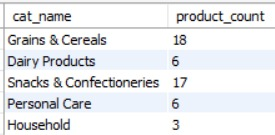 cat_name product_count
Grains & Cereals 18
Dairy Products 6
Snacks & Confectioneries 17
Personal Care 6
Household 3